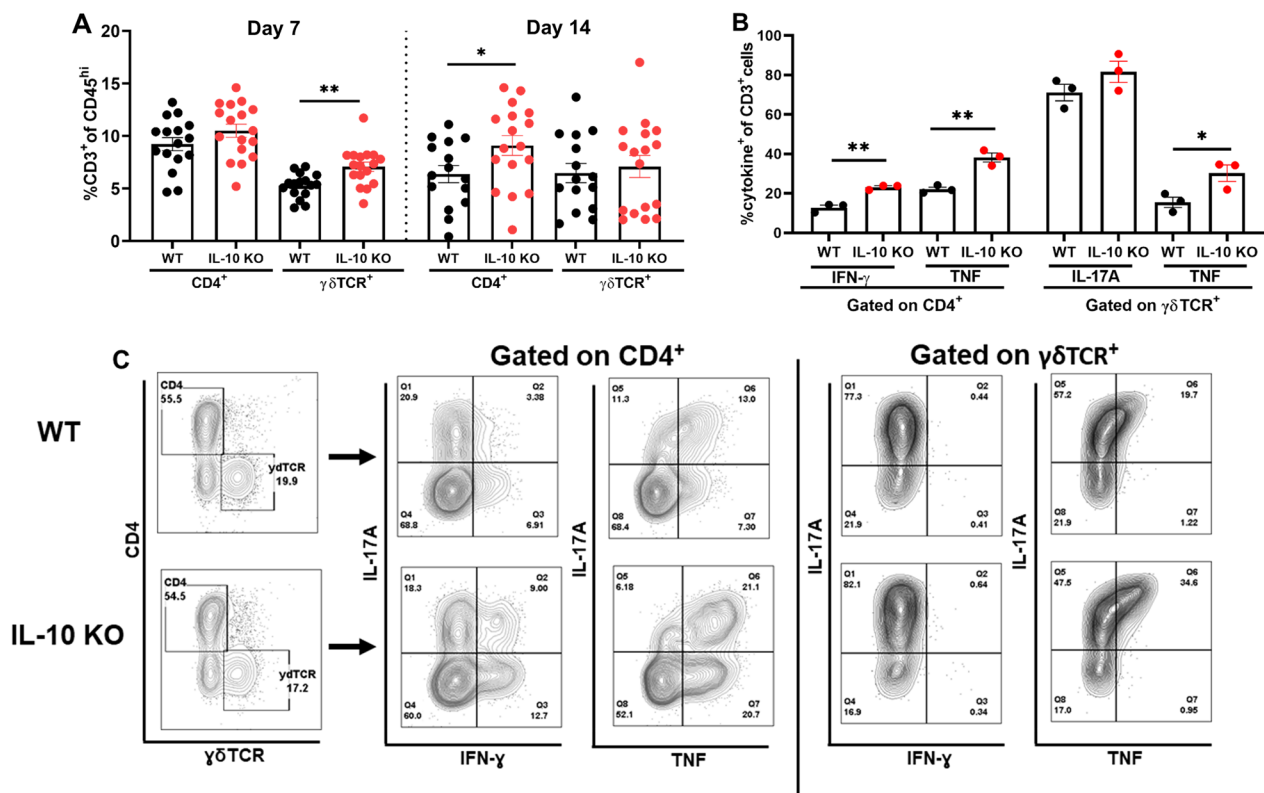 A
Day 7
Day 14
%CD3⁺ of CD45ʰⁱ
20
15
10
5
0
**
*
WT IL-10 KO WT IL-10 KO WT IL-10 KO WT IL-10 KO
CD4⁺ γδTCR⁺ CD4⁺ γδTCR⁺
B
%cytokine⁺ of CD3⁺ cells
100
80
60
40
20
0
**
**
*
WT IL-10 KO WT IL-10 KO WT IL-10 KO WT IL-10 KO
IFN-γ TNF IL-17A TNF
Gated on CD4⁺ Gated on γδTCR⁺
C
Gated on CD4⁺
Gated on γδTCR⁺
WT
CD4
55.5
ydTCR
19.9
Q1
20.9
Q2
3.38
Q4
68.8
Q3
6.91
Q5
11.3
Q6
13.0
Q8
68.4
Q7
7.30
Q1
77.3
Q2
0.44
Q4
21.9
Q3
0.41
Q5
57.2
Q6
19.7
Q8
21.9
Q7
1.22
CD4
IL-17A
IL-17A
IL-17A
IL-17A
IL-10 KO
CD4
54.5
ydTCR
17.2
Q1
18.3
Q2
9.00
Q4
60.0
Q3
12.7
Q5
6.18
Q6
21.1
Q8
52.1
Q7
20.7
Q1
82.1
Q2
0.64
Q4
16.9
Q3
0.34
Q5
47.5
Q6
34.6
Q8
17.0
Q7
0.95
ɣδTCR
IFN-ɣ
TNF
IFN-ɣ
TNF